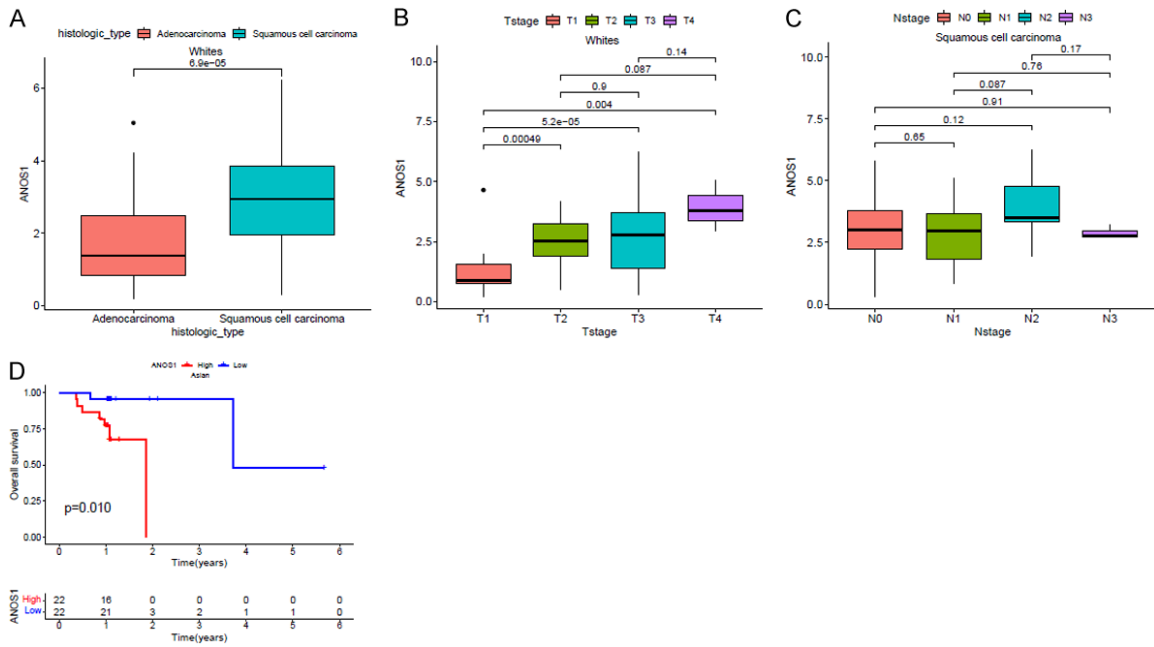 A
histologic_type Adenocarcinoma Squamous cell carcinoma
Whites
6.9e-05
6
4
2
0
ANOS1
Adenocarcinoma Squamous cell carcinoma
histologic_type
B
Tstage T1 T2 T3 T4
Whites
10.0
7.5
5.0
2.5
0.0
ANOS1
0.14
0.087
0.9
0.004
5.2e-05
0.00049
T1 T2 T3 T4
Tstage
C
Nstage N0 N1 N2 N3
Squamous cell carcinoma
10.0
7.5
5.0
2.5
0.0
ANOS1
0.17
0.76
0.087
0.91
0.12
0.65
N0 N1 N2 N3
Nstage
D
ANOS1 High Low
Asian
1.00
0.75
0.50
0.25
0.00
Overall survival
p=0.010
0 1 2 3 4 5 6
Time(years)
ANOS1
High 22 16 0 0 0 0 0
Low 22 21 3 2 1 1 0
0 1 2 3 4 5 6
Time(years)